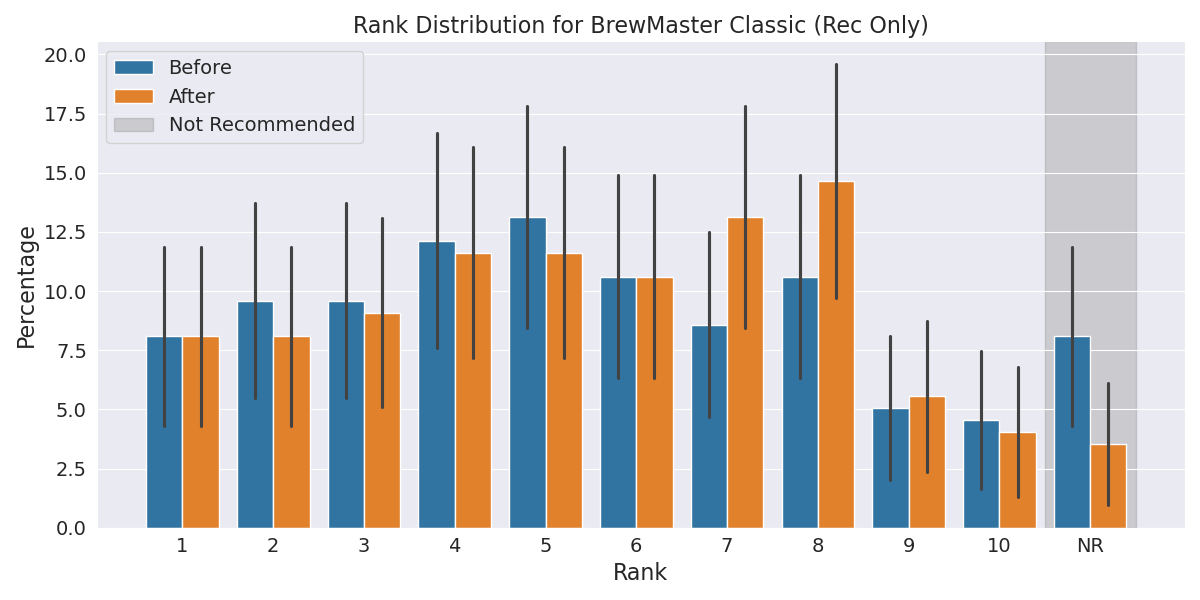 Rank Distribution for BrewMaster Classic (Rec Only)
Before
After
Not Recommended
Percentage
20.0
17.5
15.0
12.5
10.0
7.5
5.0
2.5
0.0
1 2 3 4 5 6 7 8 9 10 NR
Rank